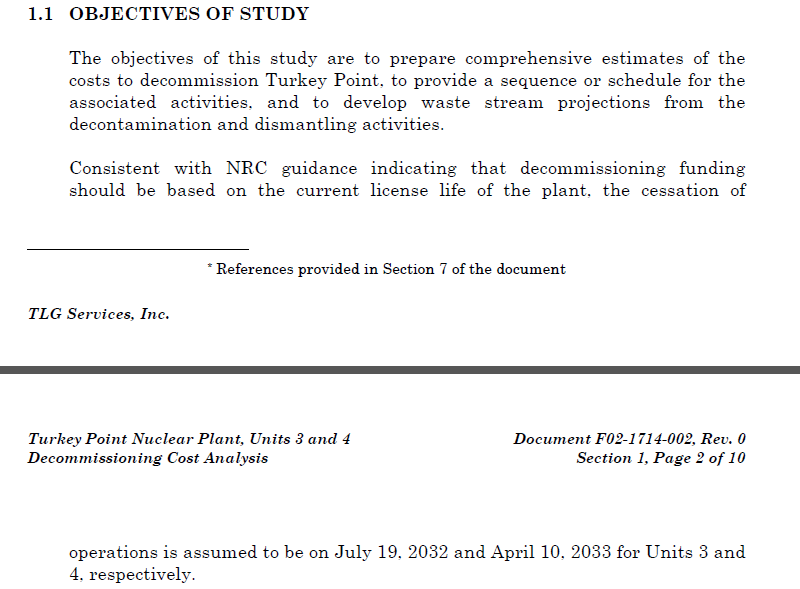 1.1 OBJECTIVES OF STUDY
The objectives of this study are to prepare comprehensive estimates of the
costs to decommission Turkey Point, to provide a sequence or schedule for the
associated activities, and to develop waste stream projections from the
decontamination and dismantling activities.
Consistent with NRC guidance indicating that decommissioning funding
should be based on the current license life of the plant, the cessation of
* References provided in Section 7 of the document
TLG Services, Inc.
Turkey Point Nuclear Plant, Units 3 and 4 Document F02-1714-002, Rev. 0
Decommissioning Cost Analysis Section 1, Page 2 of 10
operations is assumed to be on July 19, 2032 and April 10, 2033 for Units 3 and
4, respectively.